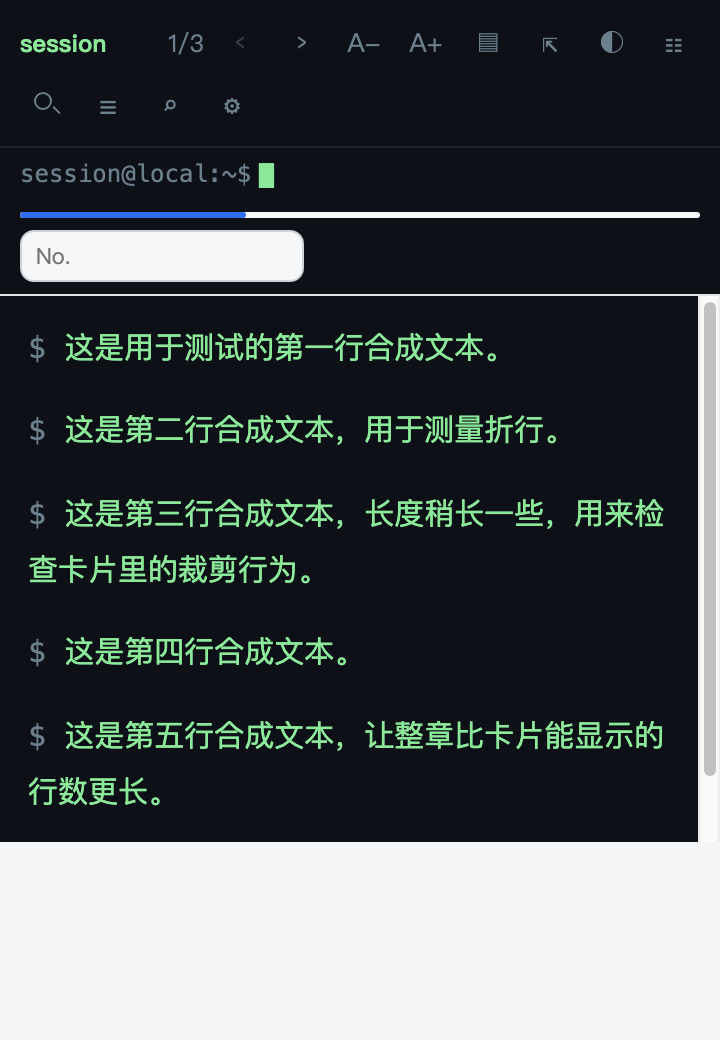 session 1/3 < > A− A+
session@local:~$
No.
$ 这是用于测试的第一行合成文本。
$ 这是第二行合成文本，用于测量折行。
$ 这是第三行合成文本，长度稍长一些，用来检
查卡片里的裁剪行为。
$ 这是第四行合成文本。
$ 这是第五行合成文本，让整章比卡片能显示的
行数更长。